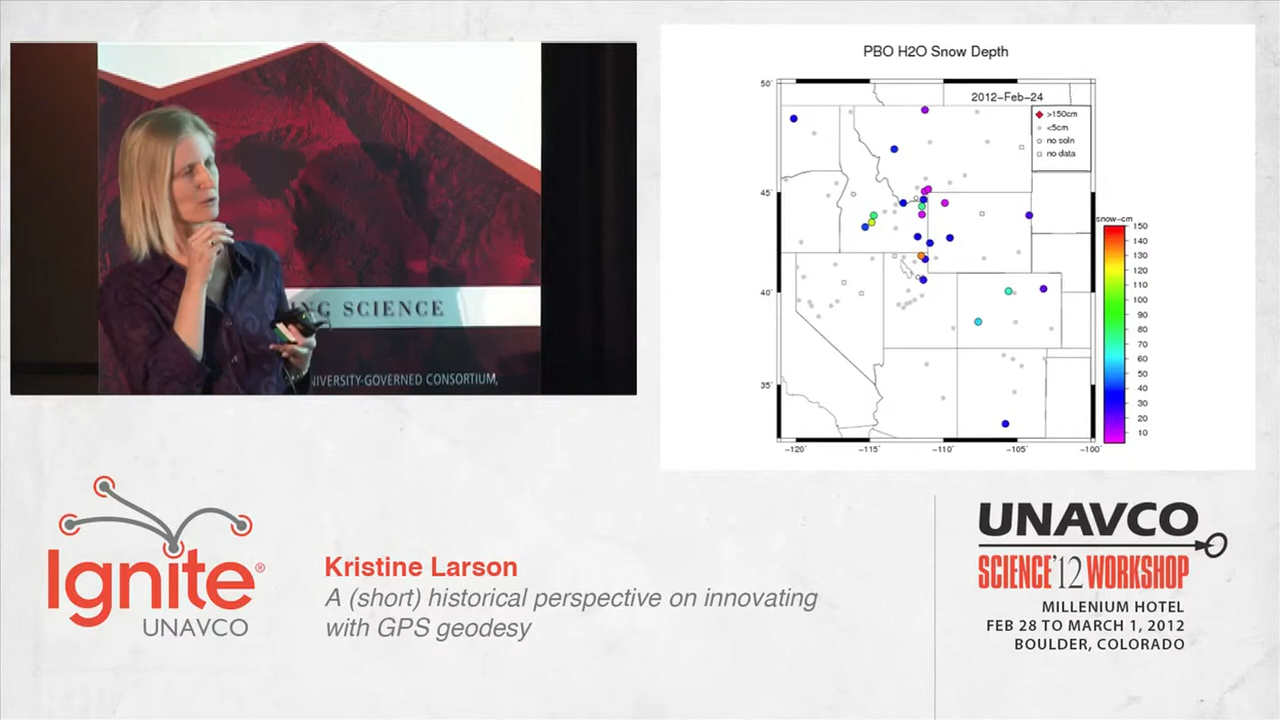 NG SCIENCE
NIVERSITY-GOVERNED CONSORTIUM,
PBO H2O Snow Depth
2012-Feb-24
>150cm
<5cm
no soln
no data
50°
45°
40°
35°
-120°
-115°
-110°
-105°
-100°
snow-cm
150
140
130
120
110
100
90
80
70
60
50
40
30
20
10
Ignite®
UNAVCO
Kristine Larson
A (short) historical perspective on innovating
with GPS geodesy
UNAVCO
SCIENCE'12 WORKSHOP
MILLENIUM HOTEL
FEB 28 TO MARCH 1, 2012
BOULDER, COLORADO